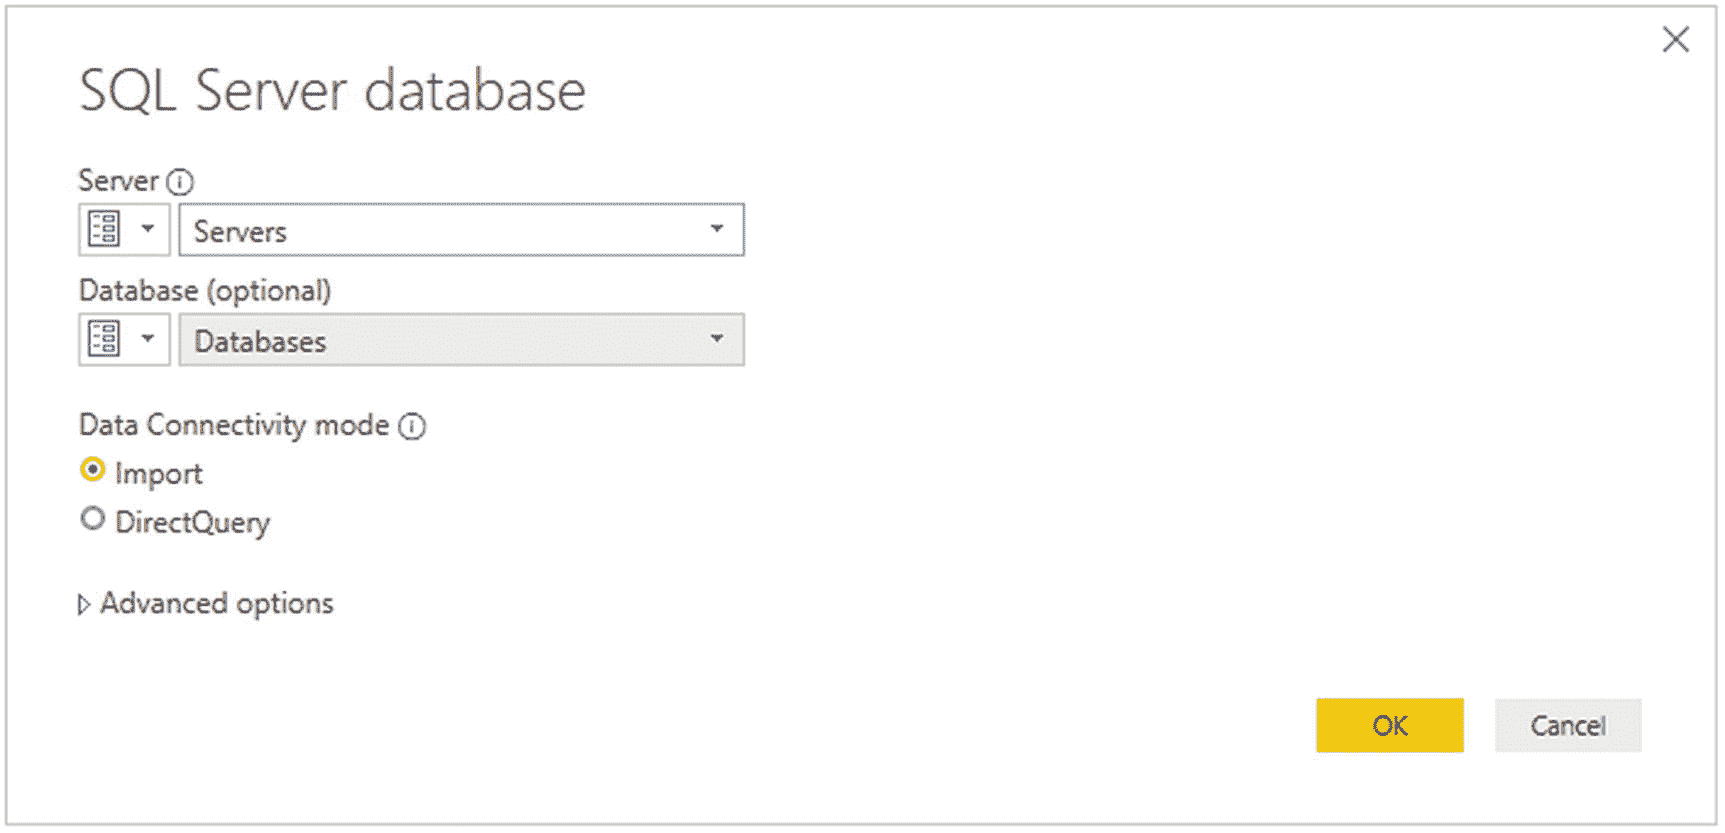 SQL Server database
Server
Servers
Database (optional)
Databases
Data Connectivity mode
Import
DirectQuery
Advanced options
OK Cancel